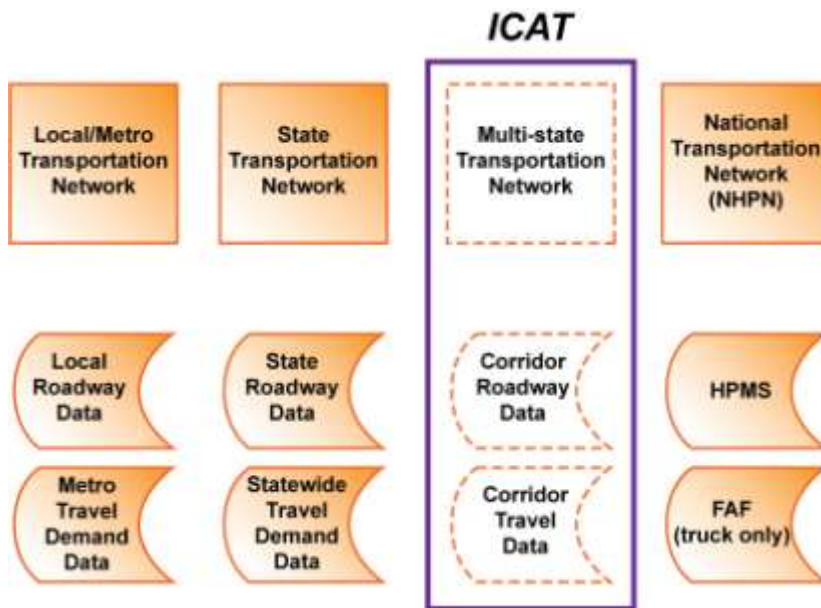 ICAT
Local/Metro
Transportation
Network
State
Transportation
Network
Multi-state
Transportation
Network
National
Transportation
Network
(NHPN)
Local
Roadway
Data
State
Roadway
Data
Corridor
Roadway
Data
HPMS
Metro
Travel
Demand
Data
Statewide
Travel
Demand
Data
Corridor
Travel
Data
FAF
(truck only)